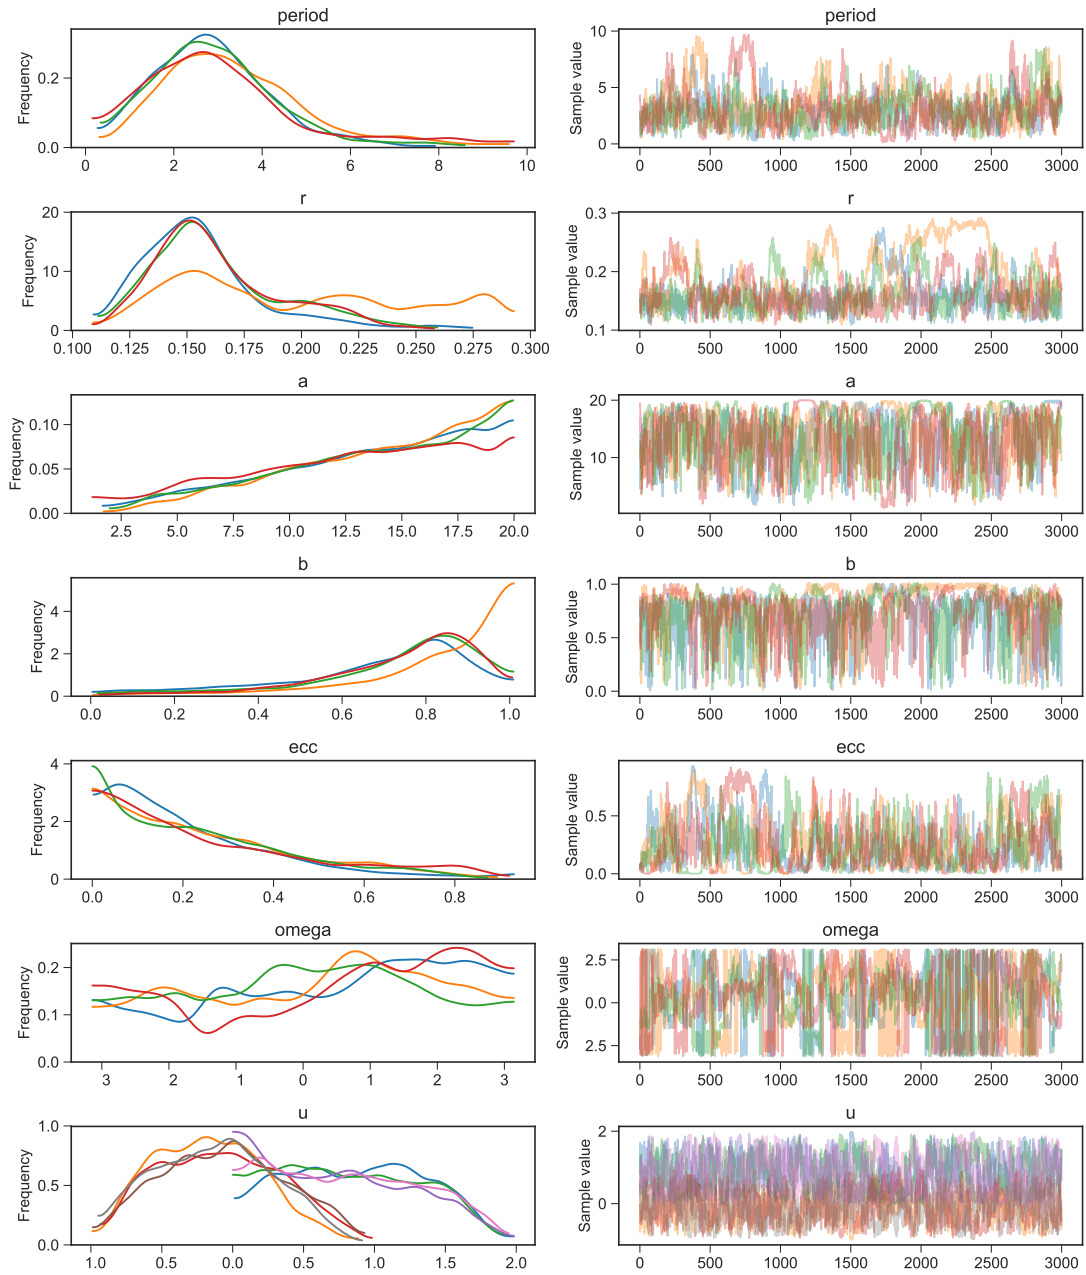 period period
Frequency 0.2 0.0 Sample value 10 5 0
0 2 4 6 8 10 0 500 1000 1500 2000 2500 3000
r r
Frequency 20 10 0 Sample value 0.3 0.2 0.1
0.100 0.125 0.150 0.175 0.200 0.225 0.250 0.275 0.300 0 500 1000 1500 2000 2500 3000
a a
Frequency 0.10 0.05 0.00 Sample value 20 10
2.5 5.0 7.5 10.0 12.5 15.0 17.5 20.0 0 500 1000 1500 2000 2500 3000
b b
Frequency 4 2 0 Sample value 1.0 0.5 0.0
0.0 0.2 0.4 0.6 0.8 1.0 0 500 1000 1500 2000 2500 3000
ecc ecc
Frequency 4 2 0 Sample value 0.5 0.0
0.0 0.2 0.4 0.6 0.8 0 500 1000 1500 2000 2500 3000
omega omega
Frequency 0.2 0.1 0.0 Sample value 2.5 0.0 2.5
3 2 1 0 1 2 3 0 500 1000 1500 2000 2500 3000
u u
Frequency 1.0 0.5 0.0 Sample value 2 0
1.0 0.5 0.0 0.5 1.0 1.5 2.0 0 500 1000 1500 2000 2500 3000